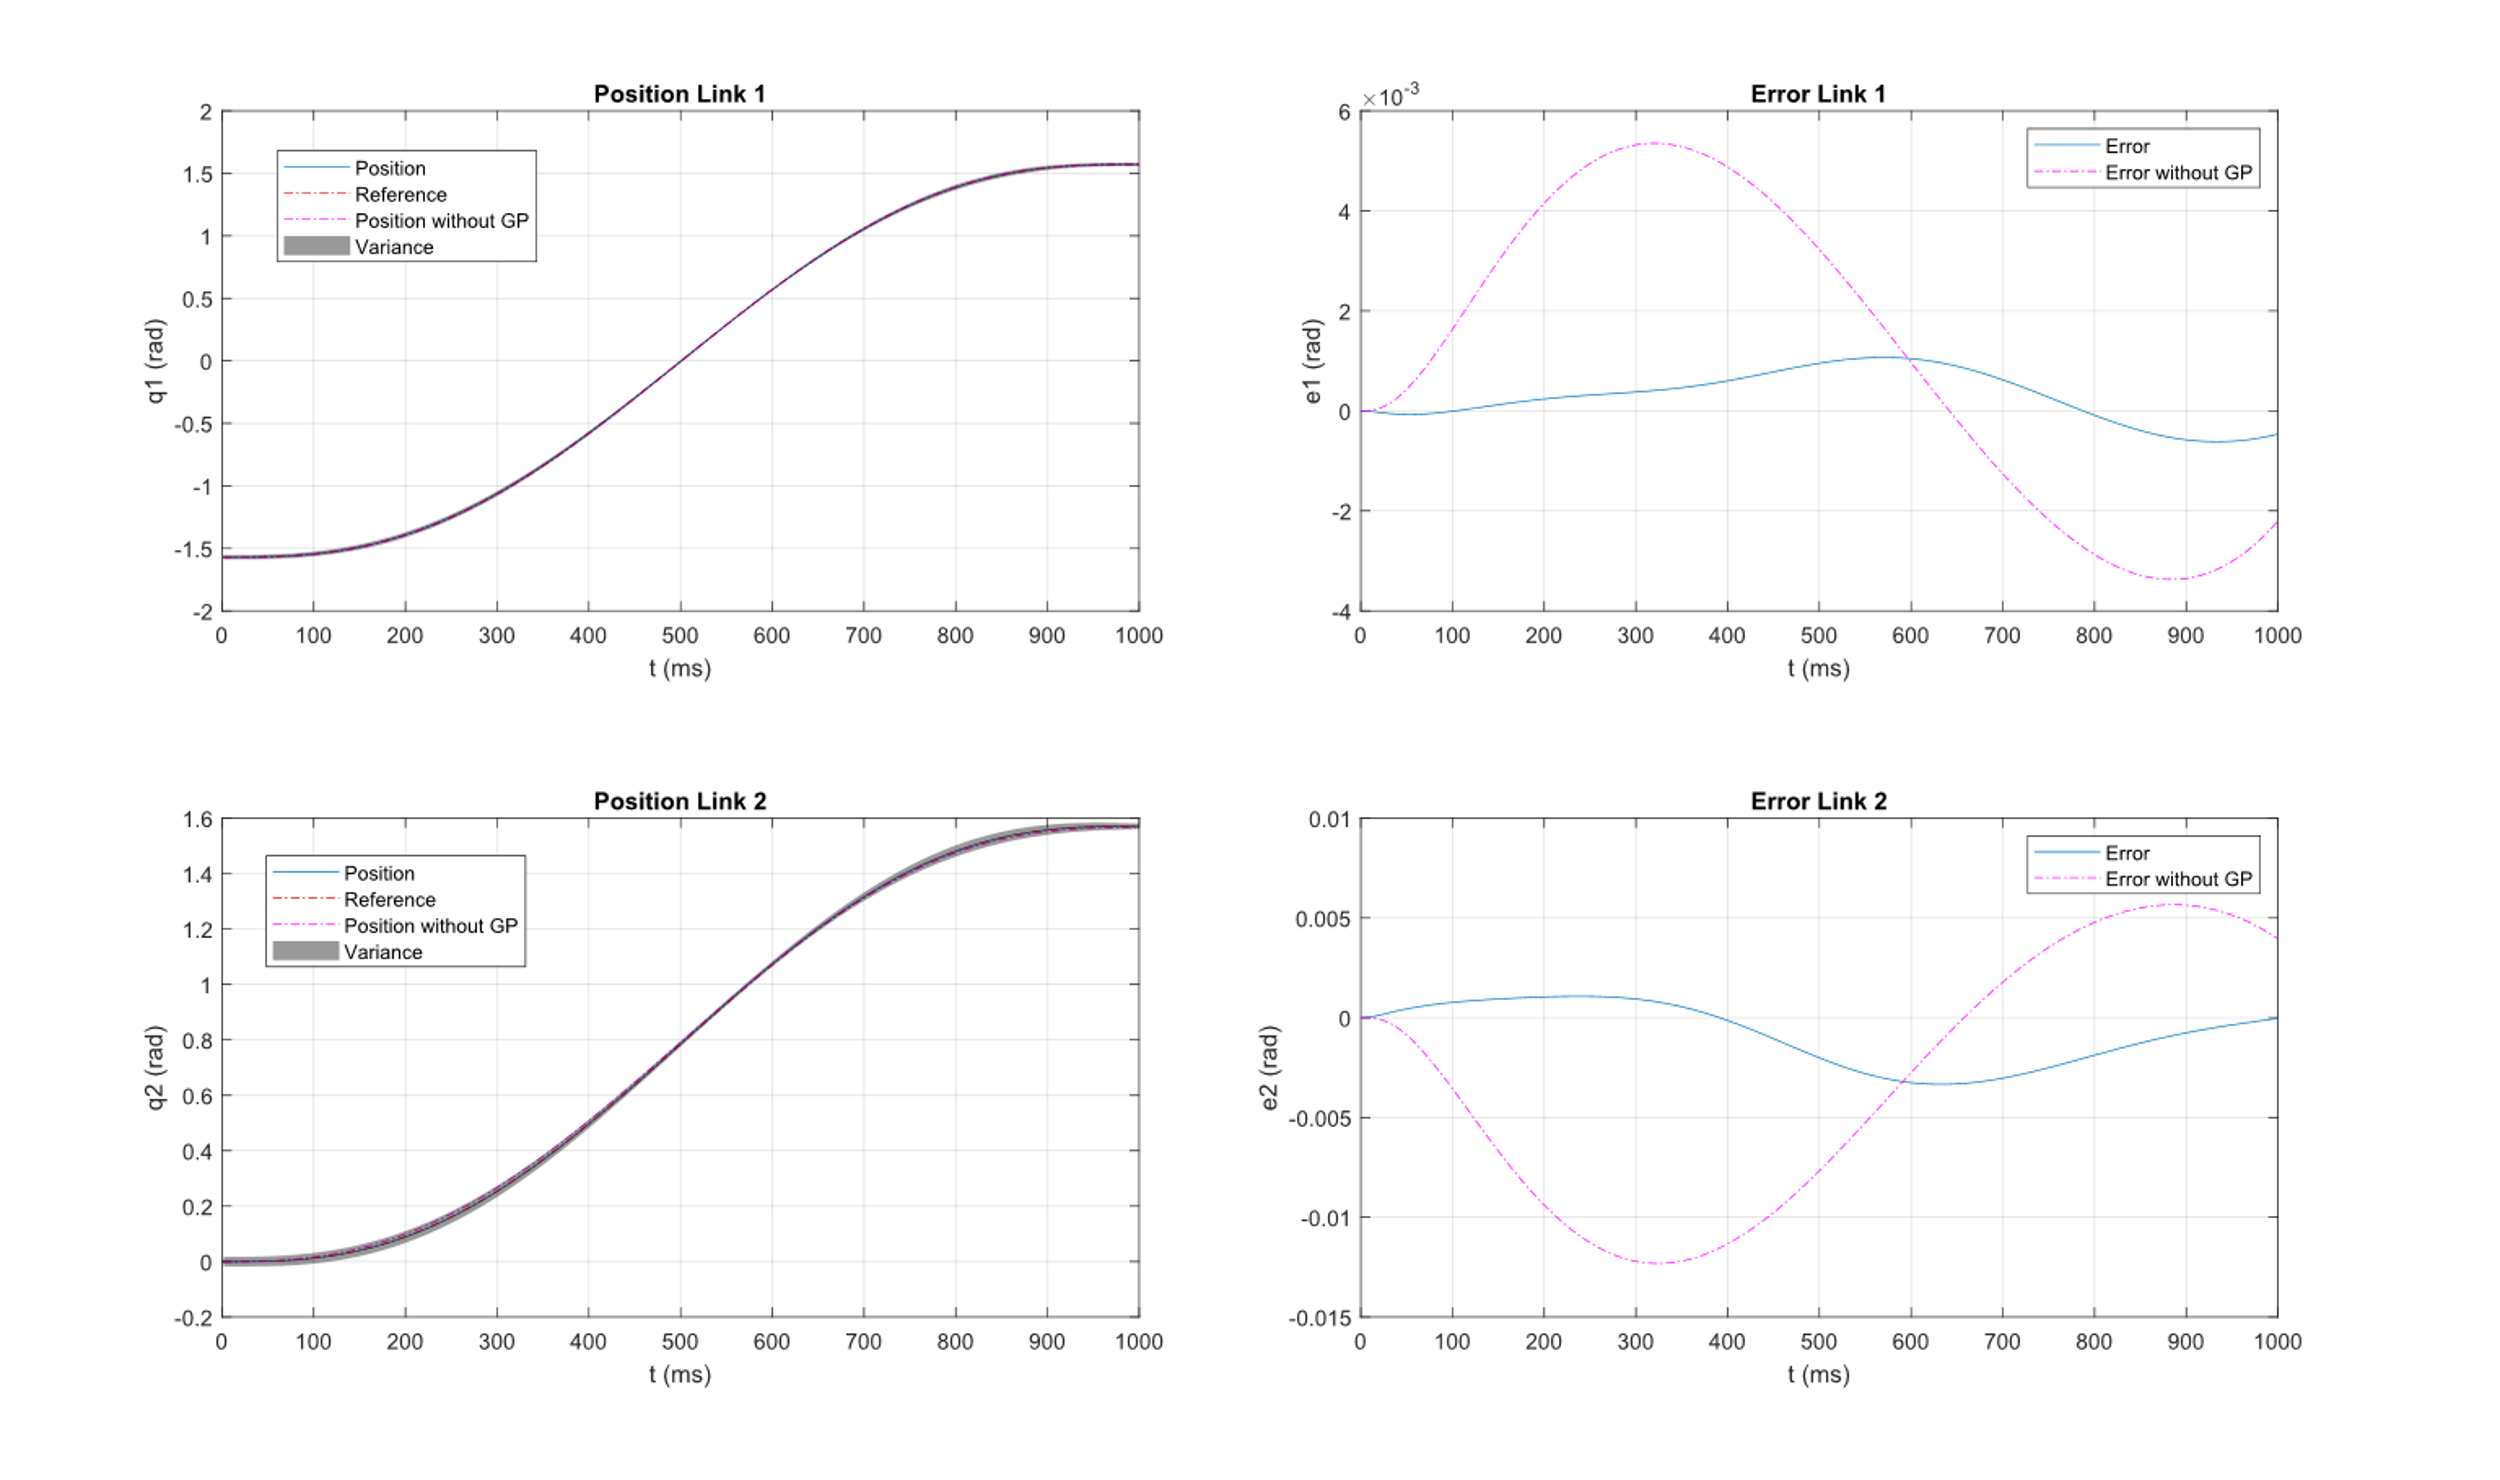 Position Link 1
2
1.5
1
0.5
0
-0.5
-1
-1.5
-2
q1 (rad)
Position
Reference
Position without GP
Variance
0 100 200 300 400 500 600 700 800 900 1000
t (ms)
Error Link 1
×10-3
6
4
2
0
-2
-4
e1 (rad)
Error
Error without GP
0 100 200 300 400 500 600 700 800 900 1000
t (ms)
Position Link 2
1.6
1.4
1.2
1
0.8
0.6
0.4
0.2
0
-0.2
q2 (rad)
Position
Reference
Position without GP
Variance
0 100 200 300 400 500 600 700 800 900 1000
t (ms)
Error Link 2
0.01
0.005
0
-0.005
-0.01
-0.015
e2 (rad)
Error
Error without GP
0 100 200 300 400 500 600 700 800 900 1000
t (ms)